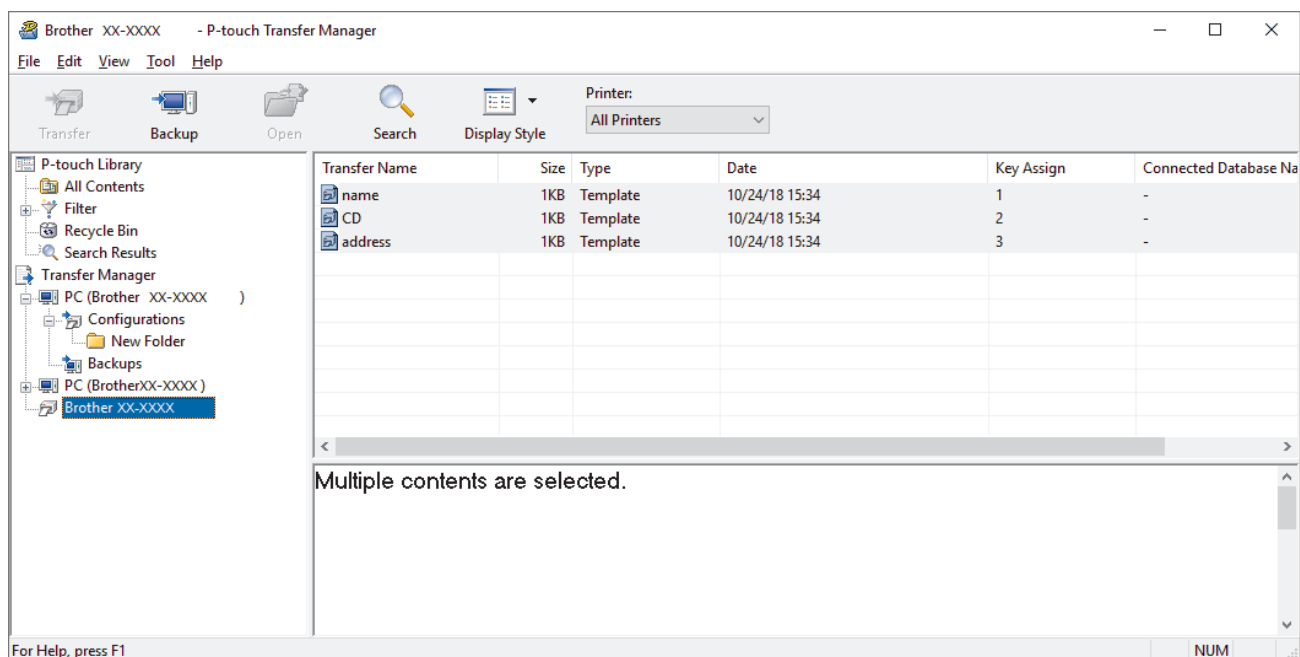 Brother XX-XXXX - P-touch Transfer Manager
File Edit View Tool Help
Transfer Backup Open Search Display Style
Printer:
All Printers
P-touch Library
All Contents
Filter
Recycle Bin
Search Results
Transfer Manager
PC (Brother XX-XXXX )
Configurations
New Folder
Backups
PC (BrotherXX-XXXX )
Brother XX-XXXX
Transfer Name Size Type Date Key Assign Connected Database Na
name 1KB Template 10/24/18 15:34 1 -
CD 1KB Template 10/24/18 15:34 2 -
address 1KB Template 10/24/18 15:34 3 -
Multiple contents are selected.
For Help, press F1 NUM